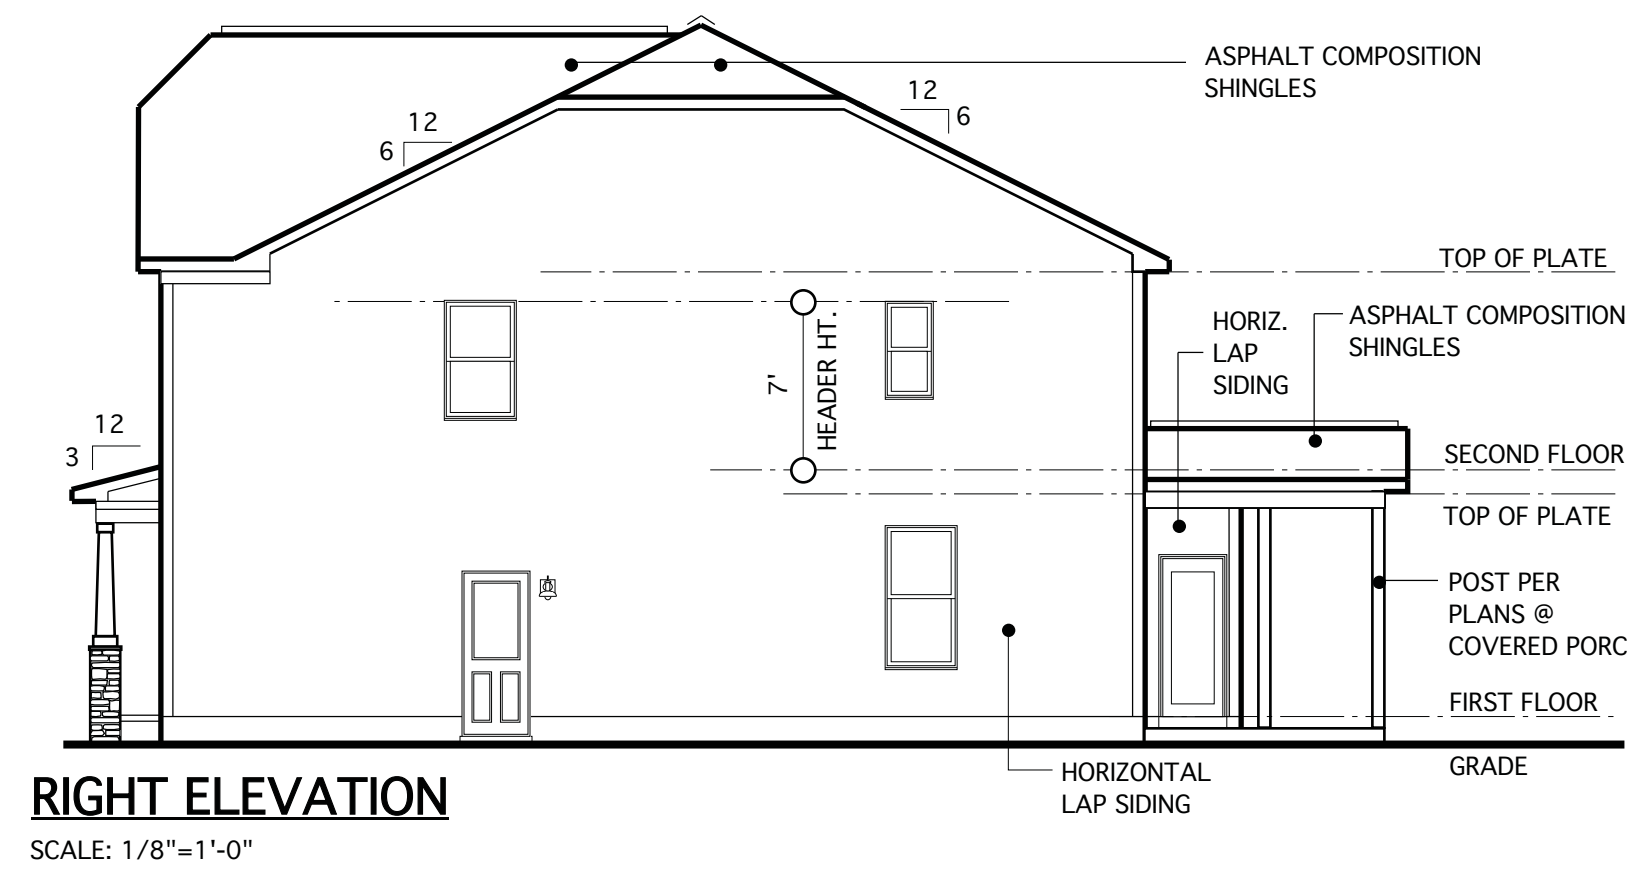 ASPHALT COMPOSITION
SHINGLES
12
6
12
6
TOP OF PLATE
HORIZ.
LAP
SIDING
ASPHALT COMPOSITION
SHINGLES
7'
HEADER HT.
12
3
SECOND FLOOR
TOP OF PLATE
POST PER
PLANS @
COVERED PORC
FIRST FLOOR
GRADE
HORIZONTAL
LAP SIDING
RIGHT ELEVATION
SCALE: 1/8"=1'-0"